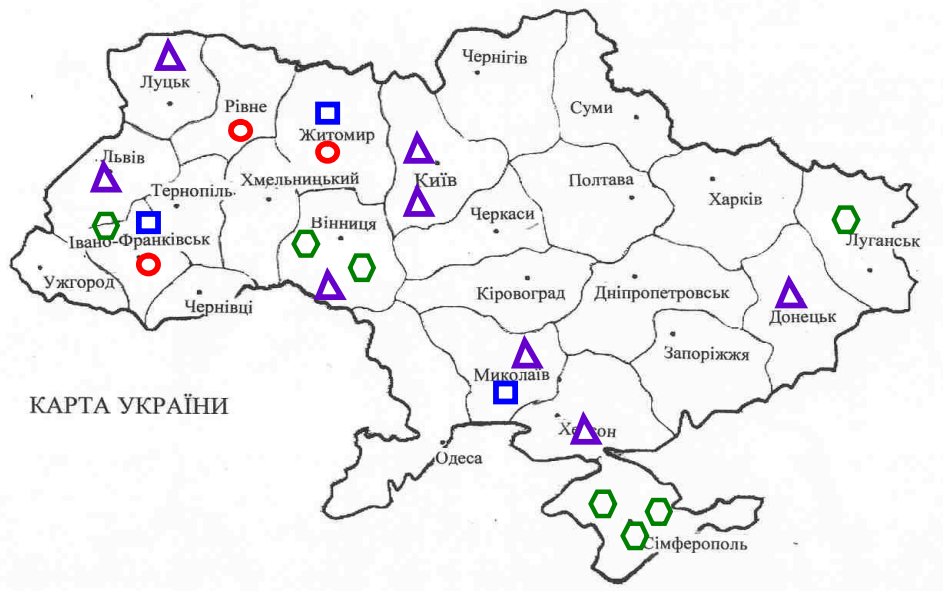 Чернігів
Луцьк
Рівне
Суми
Житомир
Львів
Київ
Тернопіль
Хмельницький
Полтава
Харків
Черкаси
Вінниця
Івано-Франківськ
Луганськ
Ужгород
Чернівці
Кіровоград
Дніпропетровськ
Донецьк
Запоріжжя
Миколаїв
КАРТА УКРАЇНИ
Одеса
Сімферополь